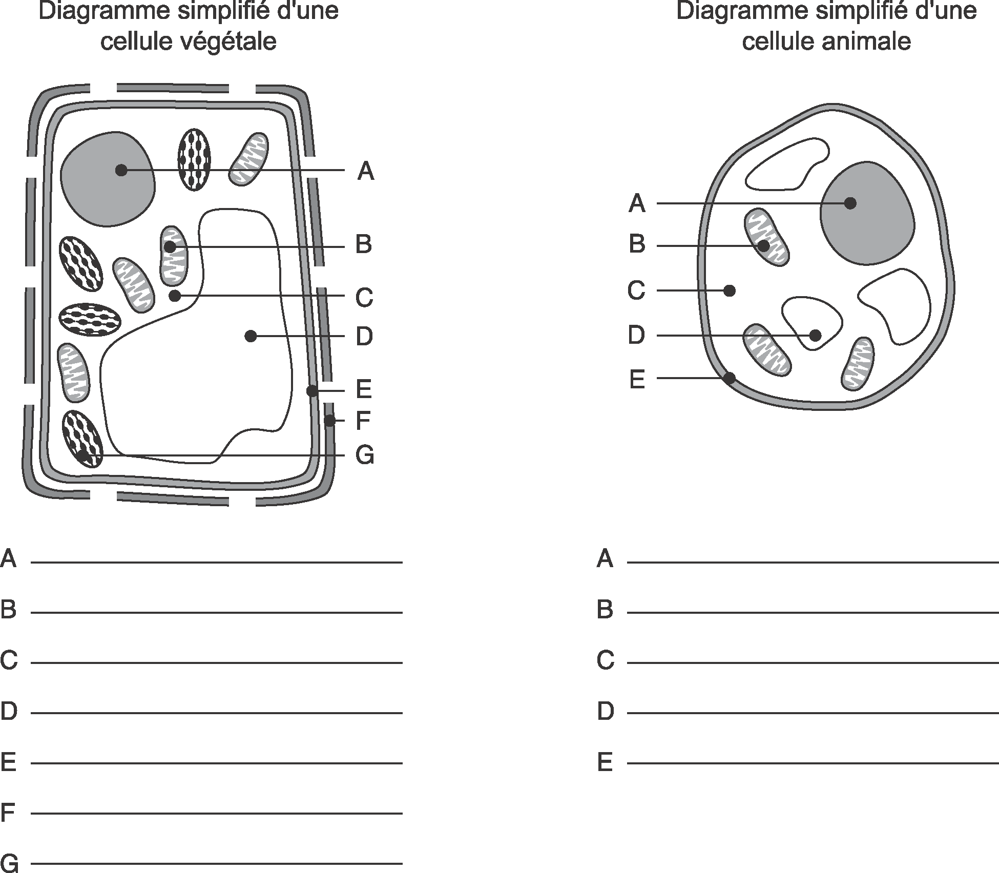 Diagramme simplifié d'une
cellule végétale
A
B
C
D
E
F
G
A
B
C
D
E
F
G
Diagramme simplifié d'une
cellule animale
A
B
C
D
E
A
B
C
D
E